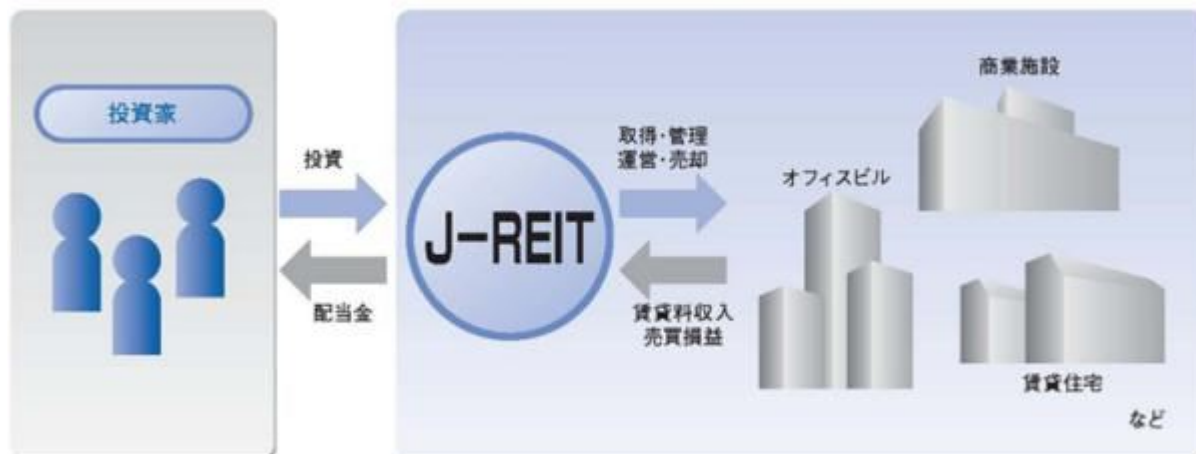 投資家
投資
配当金
J-REIT
取得・管理
運営・売却
賃貸料収入
売買損益
商業施設
オフィスビル
賃貸住宅
など